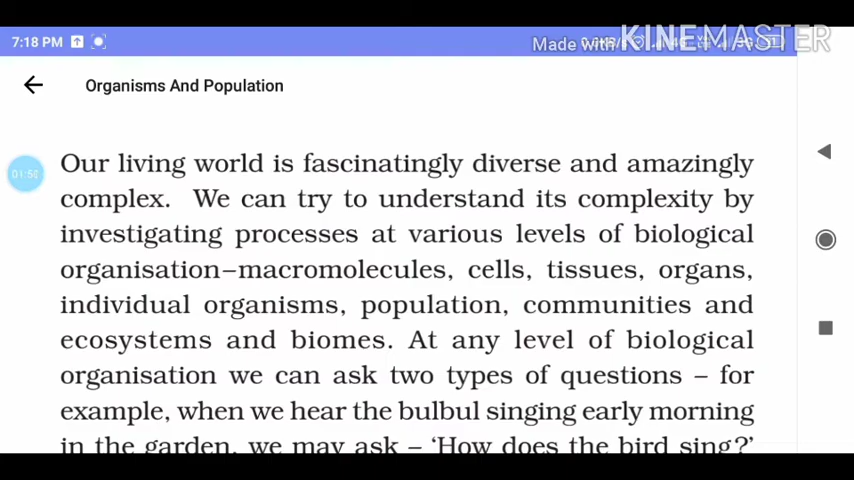 7:18 PM
Made with KINEMASTER
Organisms And Population
01:50
Our living world is fascinatingly diverse and amazingly
complex. We can try to understand its complexity by
investigating processes at various levels of biological
organisation–macromolecules, cells, tissues, organs,
individual organisms, population, communities and
ecosystems and biomes. At any level of biological
organisation we can ask two types of questions – for
example, when we hear the bulbul singing early morning
in the garden, we may ask – ‘How does the bird sing?’